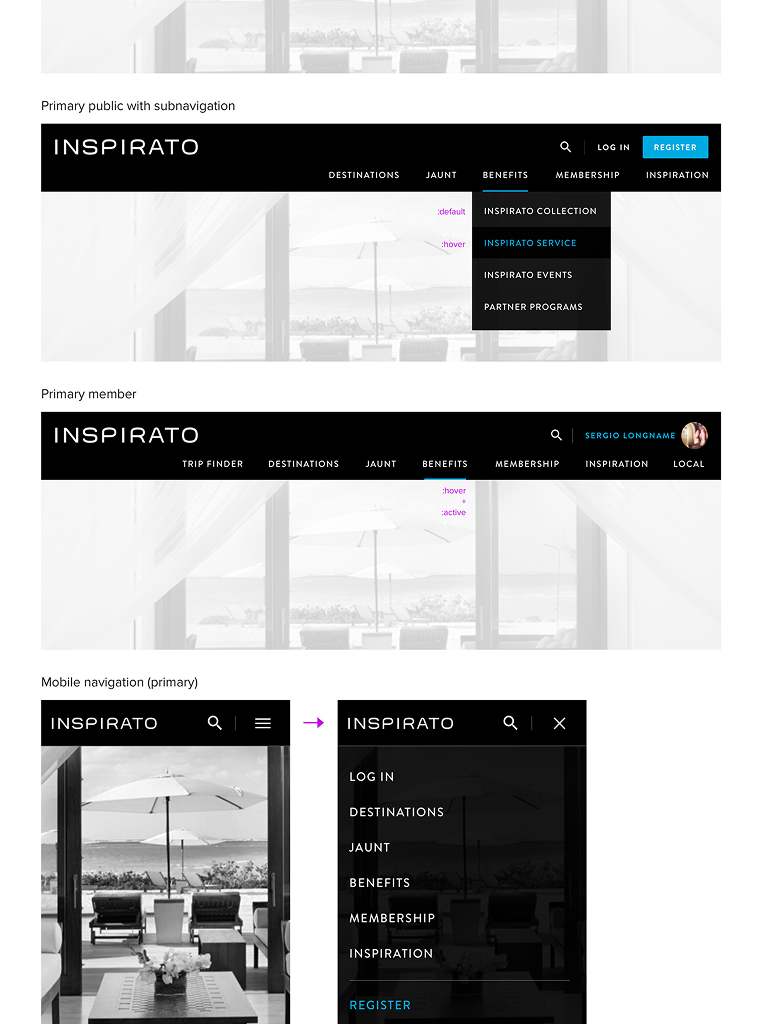 Primary public with subnavigation
INSPIRATO
LOG IN
REGISTER
DESTINATIONS JAUNT BENEFITS MEMBERSHIP INSPIRATION
:default
INSPIRATO COLLECTION
:hover
INSPIRATO SERVICE
INSPIRATO EVENTS
PARTNER PROGRAMS
Primary member
INSPIRATO
SERGIO LONGNAME
TRIP FINDER DESTINATIONS JAUNT BENEFITS MEMBERSHIP INSPIRATION LOCAL
:hover
+
:active
Mobile navigation (primary)
INSPIRATO
INSPIRATO
LOG IN
DESTINATIONS
JAUNT
BENEFITS
MEMBERSHIP
INSPIRATION
REGISTER